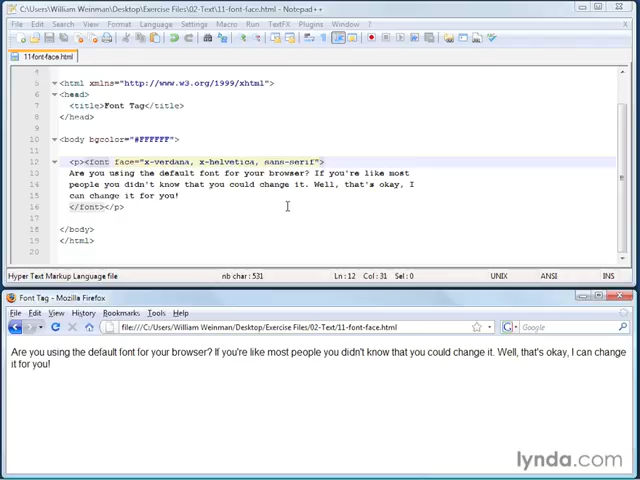 C:\Users\William Weinman\Desktop\Exercise Files\02-Text\11-font-face.html - Notepad++
File Edit Search View Format Language Settings Macro Run TextFX Plugins Window ?
X
11-font-face.html
4
5 <html xmlns="http://www.w3.org/1999/xhtml">
6 <head>
7 <title>Font Tag</title>
8 </head>
9
10 <body bgcolor="#FFFFFF">
11
12 <p><font face="x-verdana, x-helvetica, sans-serif">
13 Are you using the default font for your browser? If you're like most
14 people you didn't know that you could change it. Well, that's okay, I
15 can change it for you!
16 </font></p>
17
18 </body>
19 </html>
20
Hyper Text Markup Language file nb char : 531 Ln : 12 Col : 31 Sel : 0 UNIX ANSI INS
Font Tag - Mozilla Firefox
File Edit View History Bookmarks Tools Help
file:///C:/Users/William Weinman/Desktop/Exercise Files/02-Text/11-font-face.html
G Google
Are you using the default font for your browser? If you're like most people you didn't know that you could change it. Well, that's okay, I can change
it for you!
lynda.com